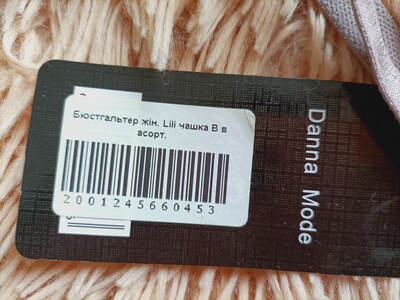 Бюстгальтер жін. Lili чашка В в
асорт.
2001245660453
Danna Mode